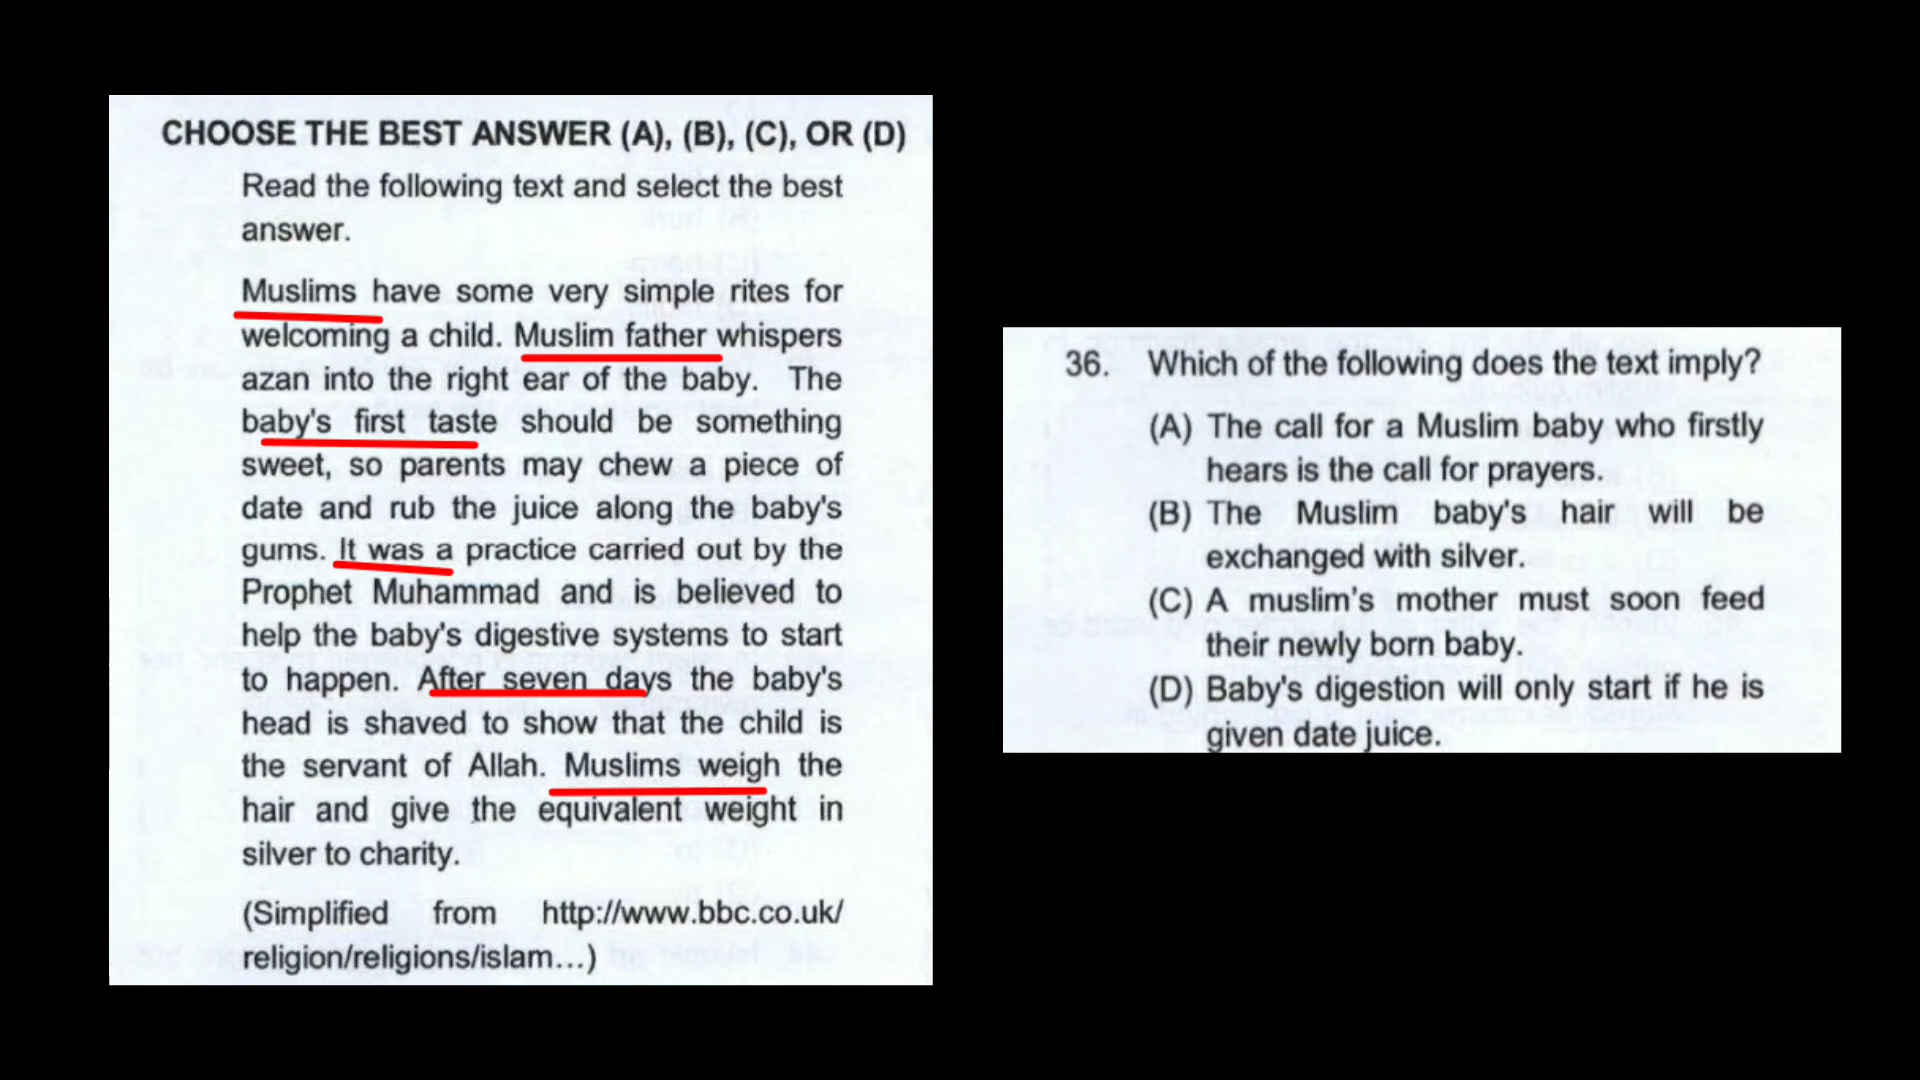 CHOOSE THE BEST ANSWER (A), (B), (C), OR (D)
Read the following text and select the best
answer.
Muslims have some very simple rites for
welcoming a child. Muslim father whispers
azan into the right ear of the baby. The
baby's first taste should be something
sweet, so parents may chew a piece of
date and rub the juice along the baby's
gums. It was a practice carried out by the
Prophet Muhammad and is believed to
help the baby's digestive systems to start
to happen. After seven days the baby's
head is shaved to show that the child is
the servant of Allah. Muslims weigh the
hair and give the equivalent weight in
silver to charity.
(Simplified from http://www.bbc.co.uk/
religion/religions/islam...)
36. Which of the following does the text imply?
(A) The call for a Muslim baby who firstly
hears is the call for prayers.
(B) The Muslim baby's hair will be
exchanged with silver.
(C) A muslim's mother must soon feed
their newly born baby.
(D) Baby's digestion will only start if he is
given date juice.